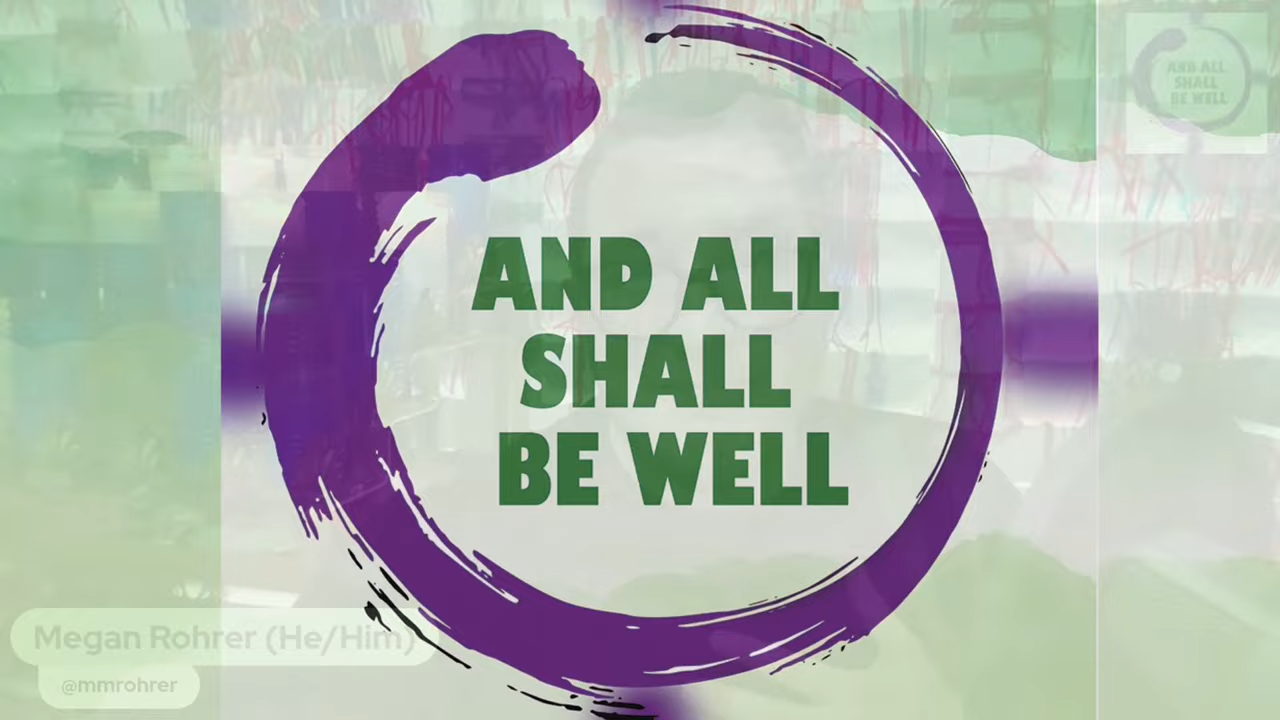 AND ALL
SHALL
BE WELL
AND ALL
SHALL
BE WELL
Megan Rohrer (He/Him)
@mmrohrer